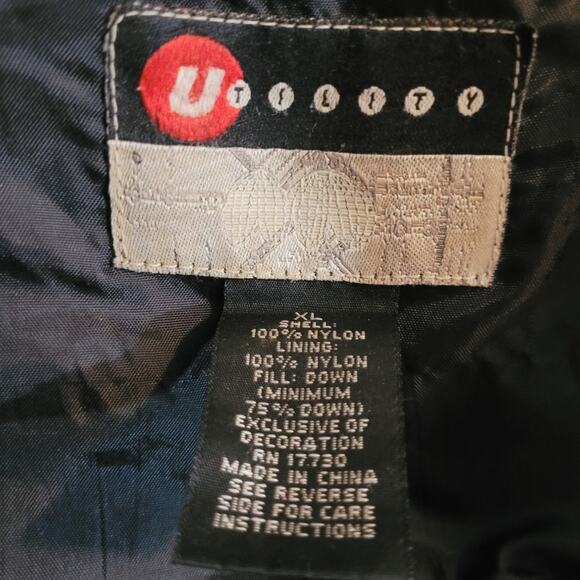 UTILITY
XL
SHELL:
100% NYLON
LINING:
100% NYLON
FILL: DOWN
(MINIMUM
75% DOWN)
EXCLUSIVE OF
DECORATION
RN 17730
MADE IN CHINA
SEE REVERSE
SIDE FOR CARE
INSTRUCTIONS